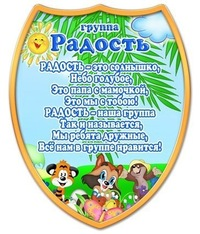 группа
Радость
РАДОСТЬ – это солнышко,
Небо голубое,
Это папа с мамочкой,
Это мы с тобою!
РАДОСТЬ – наша группа
Так и называется,
Мы ребята дружные,
Всё нам в группе нравится!